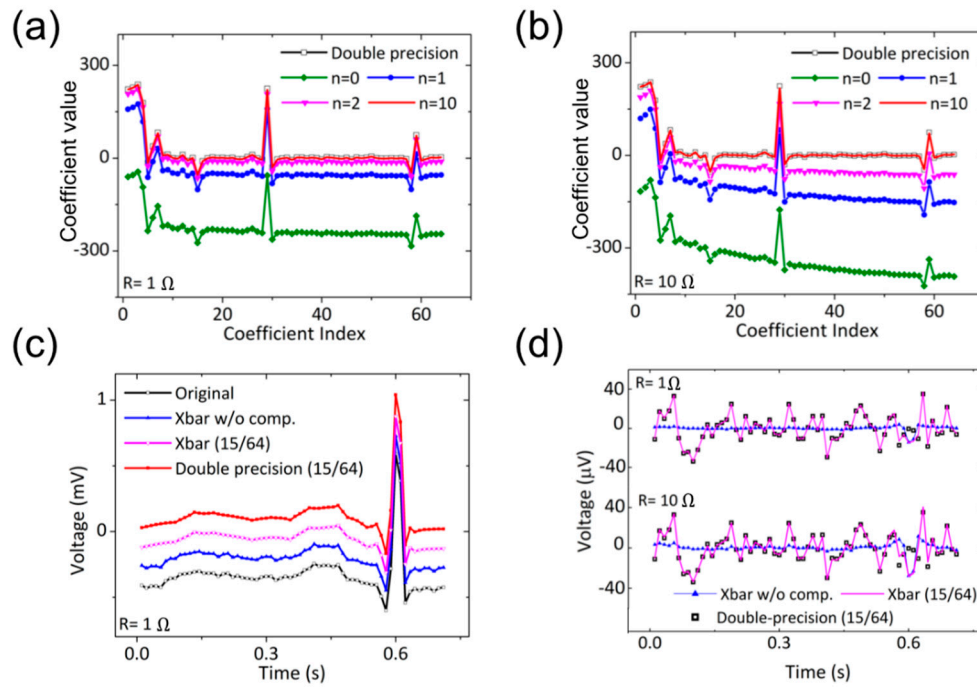 (a)
Coefficient value
300
0
-300
Double precision
n=0 n=1
n=2 n=10
R= 1 Ω
0 20 40 60
Coefficient Index
(b)
Coefficient value
300
0
-300
Double precision
n=0 n=1
n=2 n=10
R= 10 Ω
0 20 40 60
Coefficient Index
(c)
Voltage (mV)
1
0
Original
Xbar w/o comp.
Xbar (15/64)
Double precision (15/64)
R= 1 Ω
0.0 0.3 0.6
Time (s)
(d)
Voltage (μV)
40
0
-40
40
0
-40
R= 1Ω
R= 10 Ω
Xbar w/o comp. Xbar (15/64)
Double-precision (15/64)
0.0 0.3 0.6
Time (s)